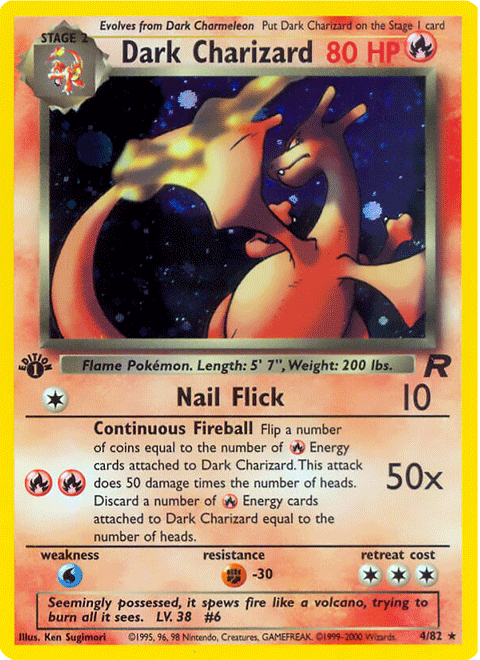 Evolves from Dark Charmeleon Put Dark Charizard on the Stage 1 card
STAGE 2
Dark Charizard 80 HP
EDITION
1
Flame Pokémon. Length: 5' 7", Weight: 200 lbs.
R
Nail Flick 10
Continuous Fireball Flip a number
of coins equal to the number of Energy
cards attached to Dark Charizard. This attack
does 50 damage times the number of heads.
Discard a number of Energy cards
attached to Dark Charizard equal to the
number of heads.
50x
weakness resistance retreat cost
-30
Seemingly possessed, it spews fire like a volcano, trying to
burn all it sees. LV. 38 #6
Illus. Ken Sugimori ©1995, 96, 98 Nintendo, Creatures, GAMEFREAK. ©1999-2000 Wizards. 4/82 ★